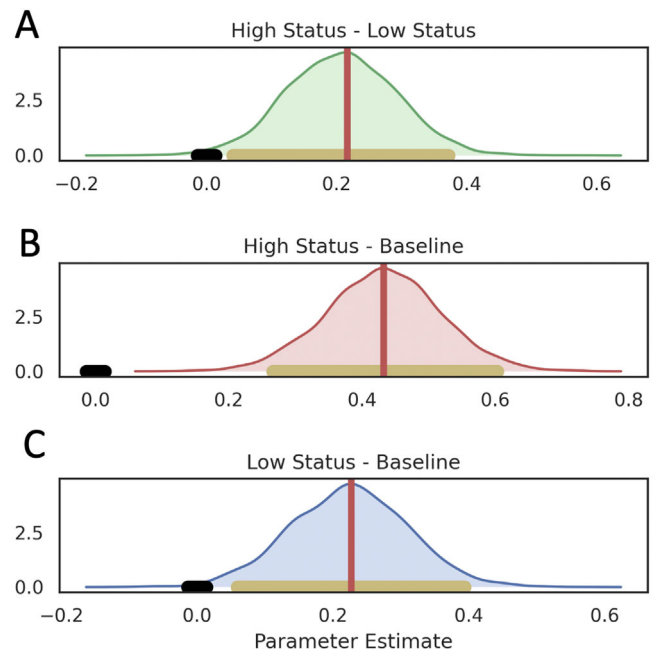 A
High Status - Low Status
2.5
0.0
−0.2 0.0 0.2 0.4 0.6
B
High Status - Baseline
2.5
0.0
0.0 0.2 0.4 0.6 0.8
C
Low Status - Baseline
2.5
0.0
−0.2 0.0 0.2 0.4 0.6
Parameter Estimate